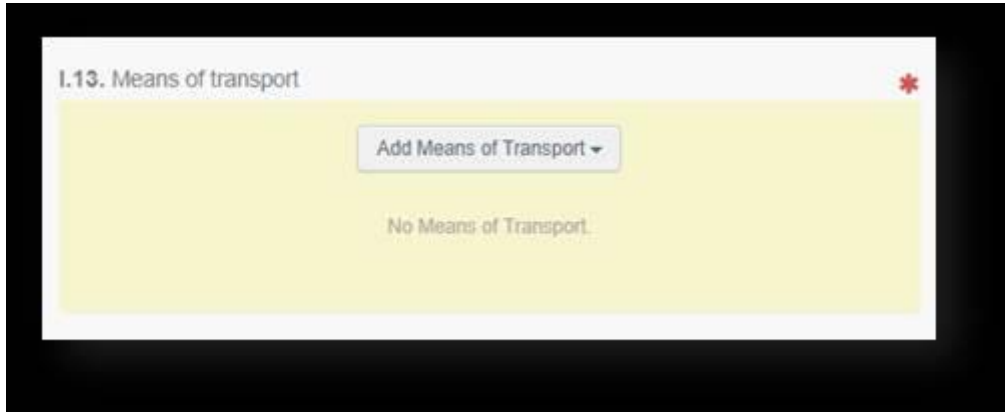 I.13. Means of transport *
Add Means of Transport
No Means of Transport.